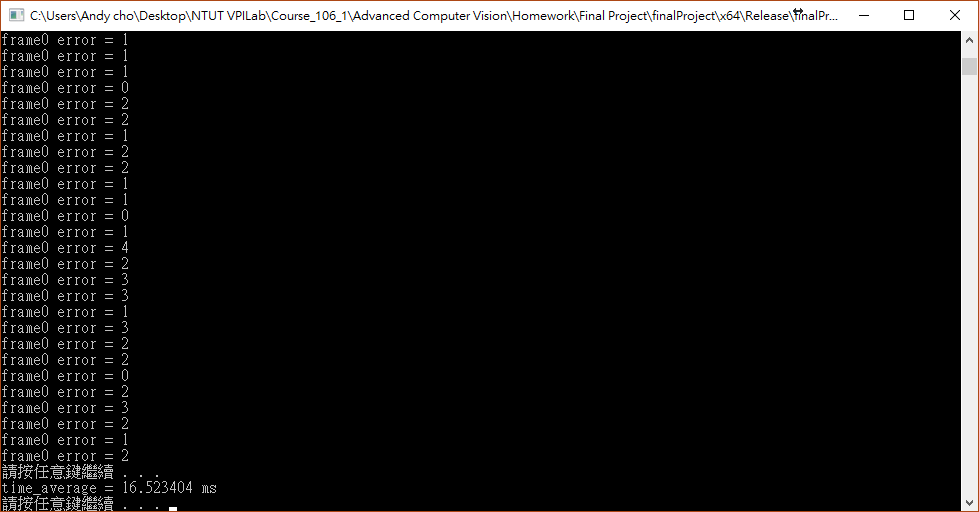 C:\Users\Andy cho\Desktop\NTUT VPILab\Course_106_1\Advanced Computer Vision\Homework\Final Project\finalProject\x64\Release\finalPr...
frame0 error = 1
frame0 error = 1
frame0 error = 1
frame0 error = 0
frame0 error = 2
frame0 error = 2
frame0 error = 1
frame0 error = 2
frame0 error = 2
frame0 error = 1
frame0 error = 1
frame0 error = 0
frame0 error = 1
frame0 error = 4
frame0 error = 2
frame0 error = 3
frame0 error = 3
frame0 error = 1
frame0 error = 3
frame0 error = 2
frame0 error = 2
frame0 error = 0
frame0 error = 2
frame0 error = 3
frame0 error = 2
frame0 error = 1
frame0 error = 2
請按任意鍵繼續 . . .
time_average = 16.523404 ms
請按任意鍵繼續 . . .